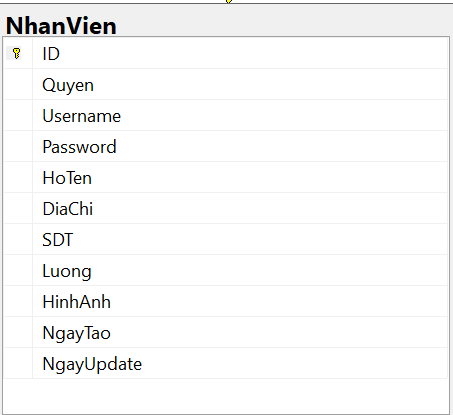 NhanVien
ID
Quyen
Username
Password
HoTen
DiaChi
SDT
Luong
HinhAnh
NgayTao
NgayUpdate